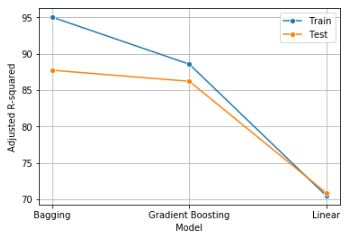 95
90
85
80
75
70
Adjusted R-squared
Train
Test
Bagging
Gradient Boosting
Linear
Model